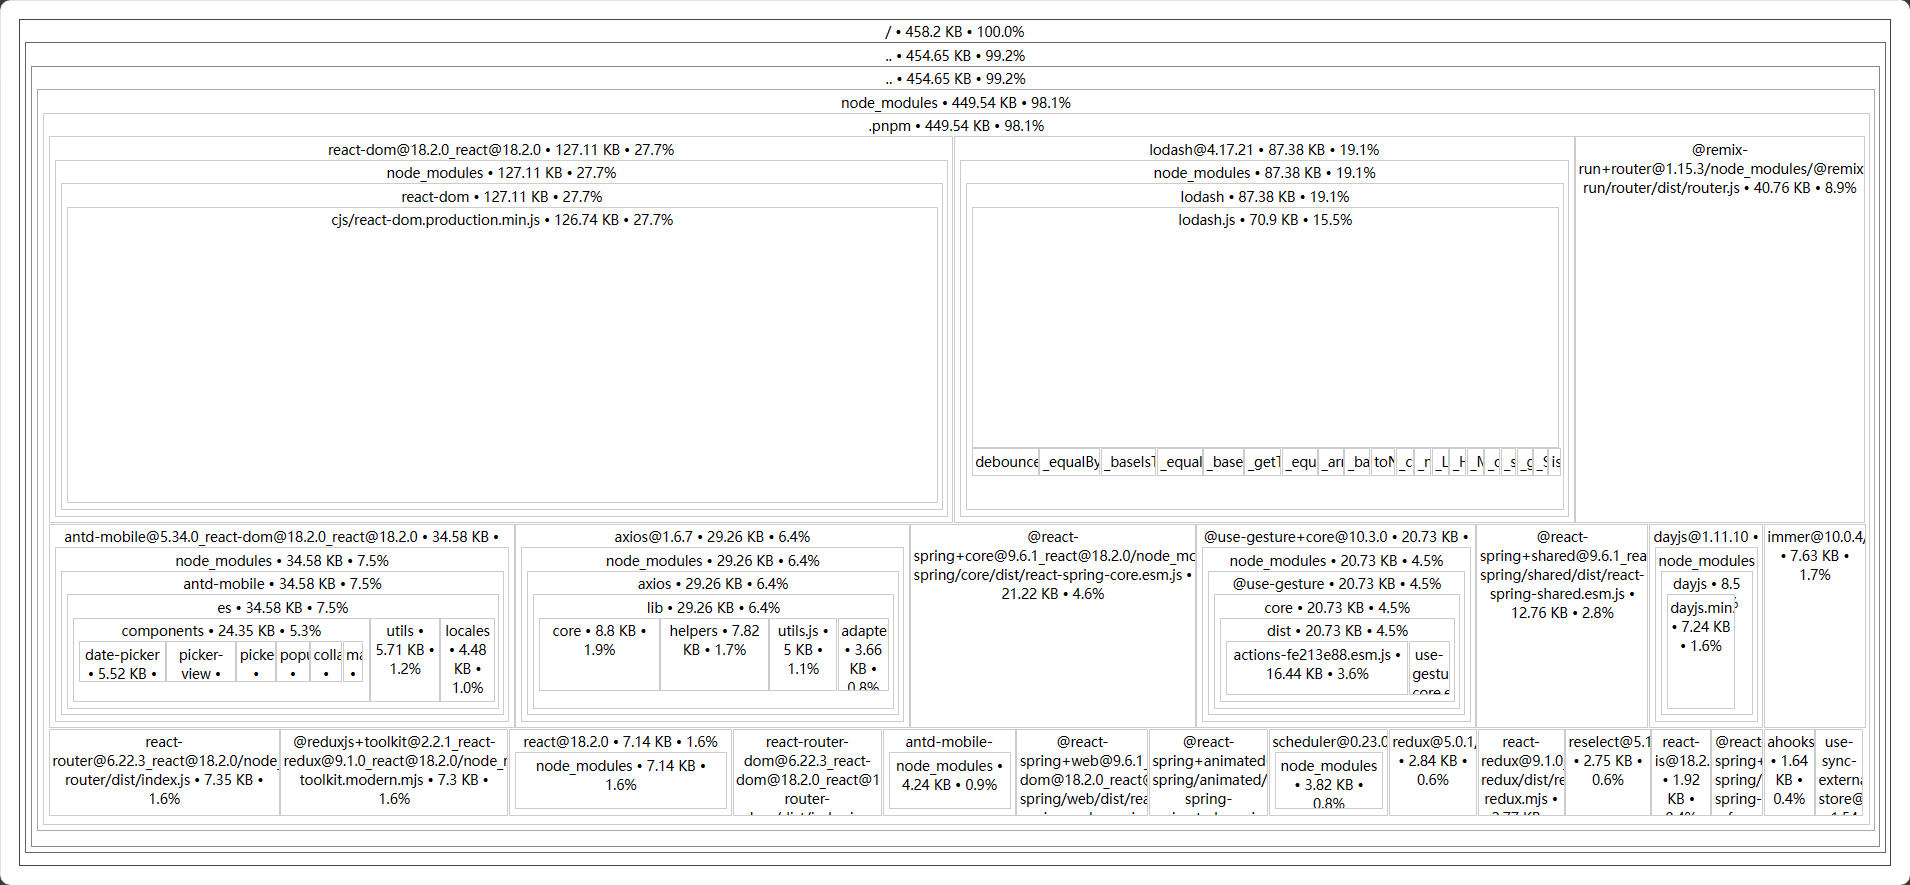 / • 458.2 KB • 100.0%
.. • 454.65 KB • 99.2%
.. • 454.65 KB • 99.2%
node_modules • 449.54 KB • 98.1%
.pnpm • 449.54 KB • 98.1%
react-dom@18.2.0_react@18.2.0 • 127.11 KB • 27.7%
node_modules • 127.11 KB • 27.7%
react-dom • 127.11 KB • 27.7%
cjs/react-dom.production.min.js • 126.74 KB • 27.7%
lodash@4.17.21 • 87.38 KB • 19.1%
node_modules • 87.38 KB • 19.1%
lodash • 87.38 KB • 19.1%
lodash.js • 70.9 KB • 15.5%
debounce
_equalBy
_baseIsT
_equal
_base
_getT
_equ
_arr
_ba
toN
_c
_r
_L
_H
_M
_c
_s
_g
_S
is
@remix-
run+router@1.15.3/node_modules/@remix
run/router/dist/router.js • 40.76 KB • 8.9%
antd-mobile@5.34.0_react-dom@18.2.0_react@18.2.0 • 34.58 KB •
node_modules • 34.58 KB • 7.5%
antd-mobile • 34.58 KB • 7.5%
es • 34.58 KB • 7.5%
components • 24.35 KB • 5.3%
date-picker
• 5.52 KB •
picker-
view •
picke
•
popu
•
colla
•
ma
•
utils •
5.71 KB •
1.2%
locales
• 4.48
KB •
1.0%
axios@1.6.7 • 29.26 KB • 6.4%
node_modules • 29.26 KB • 6.4%
axios • 29.26 KB • 6.4%
lib • 29.26 KB • 6.4%
core • 8.8 KB •
1.9%
helpers • 7.82
KB • 1.7%
utils.js •
5 KB •
1.1%
adapte
• 3.66
KB •
0.8%
@react-
spring+core@9.6.1_react@18.2.0/node_mo
spring/core/dist/react-spring-core.esm.js •
21.22 KB • 4.6%
@use-gesture+core@10.3.0 • 20.73 KB •
node_modules • 20.73 KB • 4.5%
@use-gesture • 20.73 KB • 4.5%
core • 20.73 KB • 4.5%
dist • 20.73 KB • 4.5%
actions-fe213e88.esm.js •
16.44 KB • 3.6%
use-
gestu
core.e
@react-
spring+shared@9.6.1_rea
spring/shared/dist/react-
spring-shared.esm.js •
12.76 KB • 2.8%
dayjs@1.11.10 •
node_modules
dayjs • 8.5
dayjs.min.
• 7.24 KB
• 1.6%
immer@10.0.4/
• 7.63 KB •
1.7%
react-
router@6.22.3_react@18.2.0/node_
router/dist/index.js • 7.35 KB •
1.6%
@reduxjs+toolkit@2.2.1_react-
redux@9.1.0_react@18.2.0/node_r
toolkit.modern.mjs • 7.3 KB •
1.6%
react@18.2.0 • 7.14 KB • 1.6%
node_modules • 7.14 KB •
1.6%
react-router-
dom@6.22.3_react-
dom@18.2.0_react@1
router-
antd-mobile-
node_modules •
4.24 KB • 0.9%
@react-
spring+web@9.6.1_
dom@18.2.0_react@
spring/web/dist/rea
@react-
spring+animated
spring/animated/
spring-
scheduler@0.23.0
node_modules
• 3.82 KB •
0.8%
redux@5.0.1/
• 2.84 KB •
0.6%
react-
redux@9.1.0_
redux/dist/re
redux.mjs •
2.77 KB •
reselect@5.1
• 2.75 KB •
0.6%
react-
is@18.2.
• 1.92
KB •
0.4%
@react
spring+
spring/
spring-
ahooks
• 1.64
KB •
0.4%
use-
sync-
extern
store@